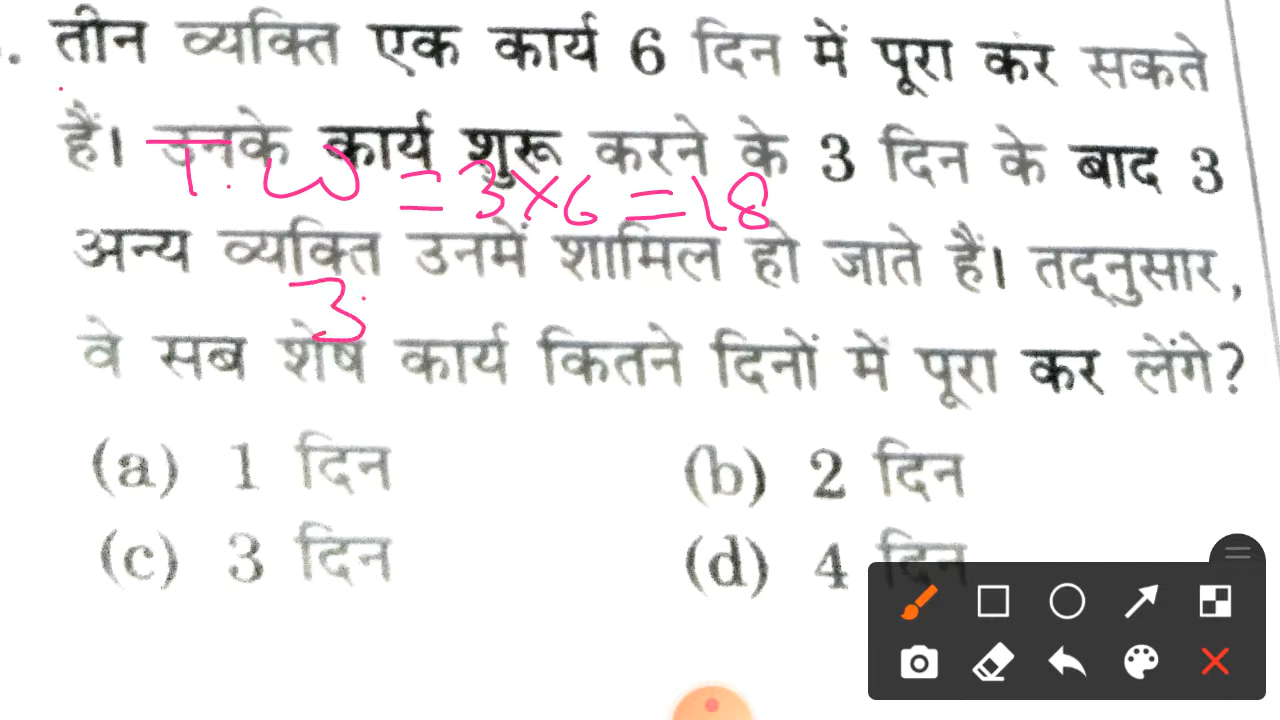 . तीन व्यक्ति एक कार्य 6 दिन में पूरा कर सकते
हैं। उनके कार्य शुरू करने के 3 दिन के बाद 3
T. W = 3×6 = 18
अन्य व्यक्ति उनमें शामिल हो जाते हैं। तद्नुसार,
3
वे सब शेष कार्य कितने दिनों में पूरा कर लेंगे?
(a) 1 दिन (b) 2 दिन
(c) 3 दिन (d) 4 दिन